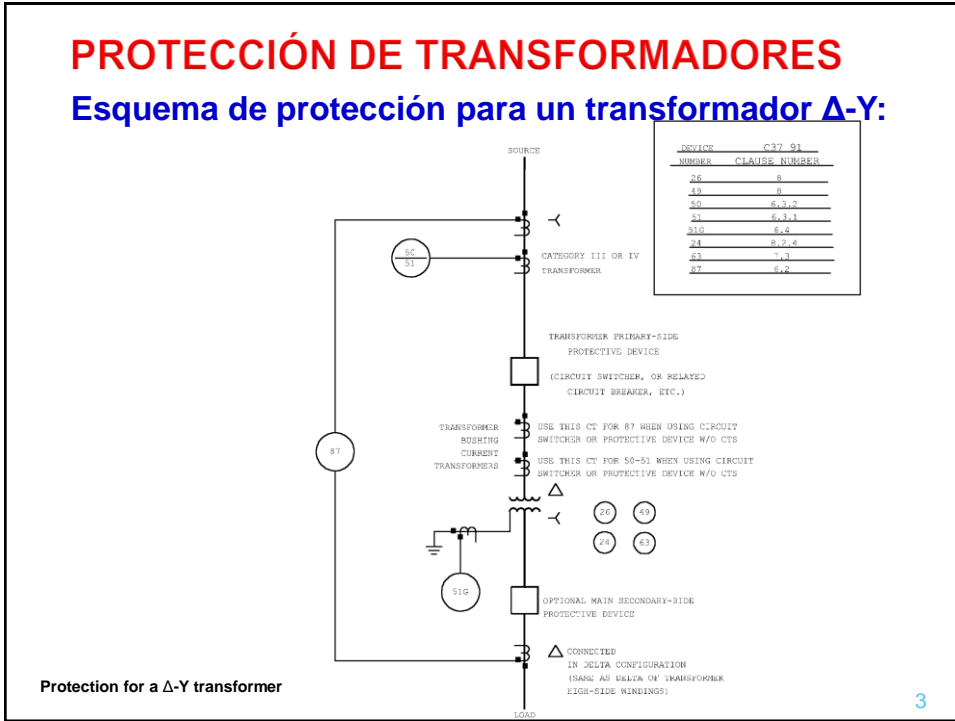 PROTECCIÓN DE TRANSFORMADORES
Esquema de protección para un transformador Δ-Y:
SOURCE
DEVICE C37 91
NUMBER CLAUSE NUMBER
26 8
49 8
50 6.3.2
51 6.3.1
51G 6.4
24 8.2.4
63 7.3
87 6.2
50
51
CATEGORY III OR IV
TRANSFORMER
TRANSFORMER PRIMARY-SIDE
PROTECTIVE DEVICE
(CIRCUIT SWITCHER, OR RELAYED
CIRCUIT BREAKER, ETC.)
TRANSFORMER
BUSHING
CURRENT
TRANSFORMERS
USE THIS CT FOR 87 WHEN USING CIRCUIT
SWITCHER OR PROTECTIVE DEVICE W/O CTS
USE THIS CT FOR 50-51 WHEN USING CIRCUIT
SWITCHER OR PROTECTIVE DEVICE W/O CTS
87
26 49
24 63
51G
OPTIONAL MAIN SECONDARY-SIDE
PROTECTIVE DEVICE
CONNECTED
IN DELTA CONFIGURATION
(SAME AS DELTA OF TRANSFORMER
HIGH-SIDE WINDINGS)
LOAD
Protection for a Δ-Y transformer
3